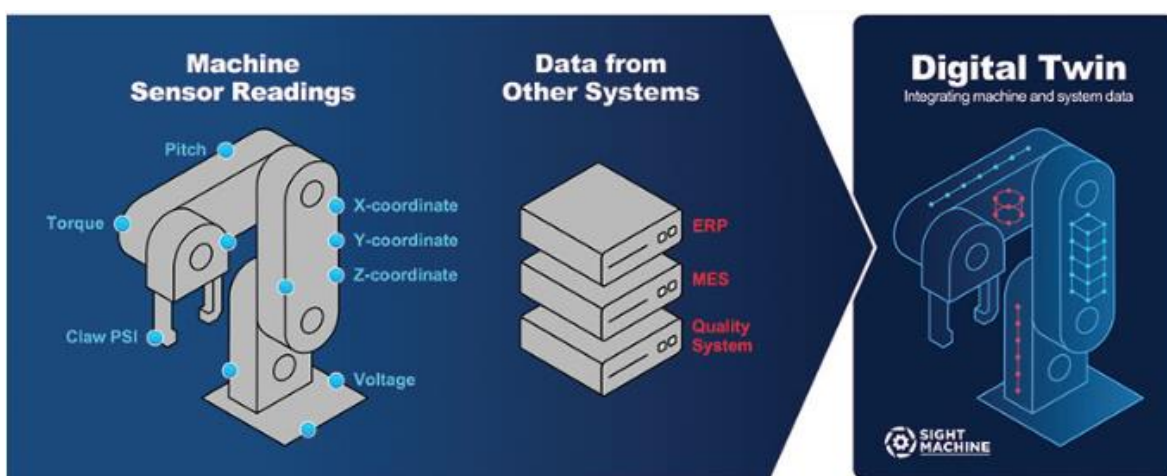 Machine
Sensor Readings
Pitch
Torque
X-coordinate
Y-coordinate
Z-coordinate
Claw PSI
Voltage
Data from
Other Systems
ERP
MES
Quality
System
Digital Twin
Integrating machine and system data
SIGHT
MACHINE